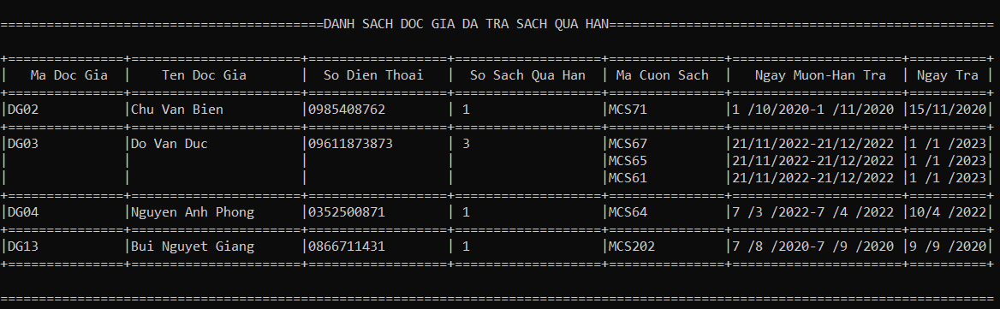 ==========================================DANH SACH DOC GIA DA TRA SACH QUA HAN==================================================
+===============+======================+==================+===================+================+======================+==========+
|   Ma Doc Gia  |    Ten Doc Gia       |  So Dien Thoai   |  So Sach Qua Han  | Ma Cuon Sach   |   Ngay Muon-Han Tra  | Ngay Tra |
+===============+======================+==================+===================+================+======================+==========+
|DG02           |Chu Van Bien          |0985408762        | 1                 |MCS71           |1 /10/2020-1 /11/2020 |15/11/2020|
+===============+======================+==================+===================+================+======================+==========+
|DG03           |Do Van Duc            |09611873873       | 3                 |MCS67           |21/11/2022-21/12/2022 |1 /1 /2023|
|               |                      |                  |                   |MCS65           |21/11/2022-21/12/2022 |1 /1 /2023|
|               |                      |                  |                   |MCS61           |21/11/2022-21/12/2022 |1 /1 /2023|
+===============+======================+==================+===================+================+======================+==========+
|DG04           |Nguyen Anh Phong      |0352500871        | 1                 |MCS64           |7 /3 /2022-7 /4 /2022 |10/4 /2022|
+===============+======================+==================+===================+================+======================+==========+
|DG13           |Bui Nguyet Giang      |0866711431        | 1                 |MCS202          |7 /8 /2020-7 /9 /2020 |9 /9 /2020|
+===============+======================+==================+===================+================+======================+==========+
=================================================================================================================================